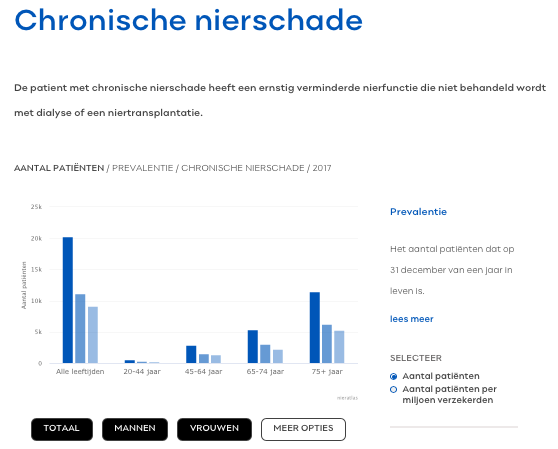 Chronische nierschade
De patient met chronische nierschade heeft een ernstig verminderde nierfunctie die niet behandeld wordt
met dialyse of een niertransplantatie.
AANTAL PATIËNTEN / PREVALENTIE / CHRONISCHE NIERSCHADE / 2017
25k
20k
15k
10k
5k
0
Aantal patiënten
Alle leeftijden 20-44 jaar 45-64 jaar 65-74 jaar 75+ jaar
nieratlas
TOTAAL MANNEN VROUWEN MEER OPTIES
Prevalentie
Het aantal patiënten dat op
31 december van een jaar in
leven is.
lees meer
SELECTEER
Aantal patiënten
Aantal patiënten per
miljoen verzekerden